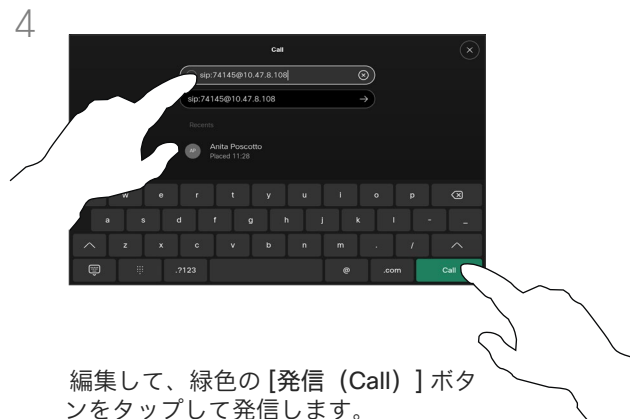 4
Call
sip:74145@10.47.8.108
sip:74145@10.47.8.108
Recents
AP Anita Poscotto
Placed 11:28
w e r t y u i o p
a s d f g h j k l - _
z x c v b n m . /
.?123 @ .com Call
編集して、緑色の [発信（Call）] ボタ
ンをタップして発信します。